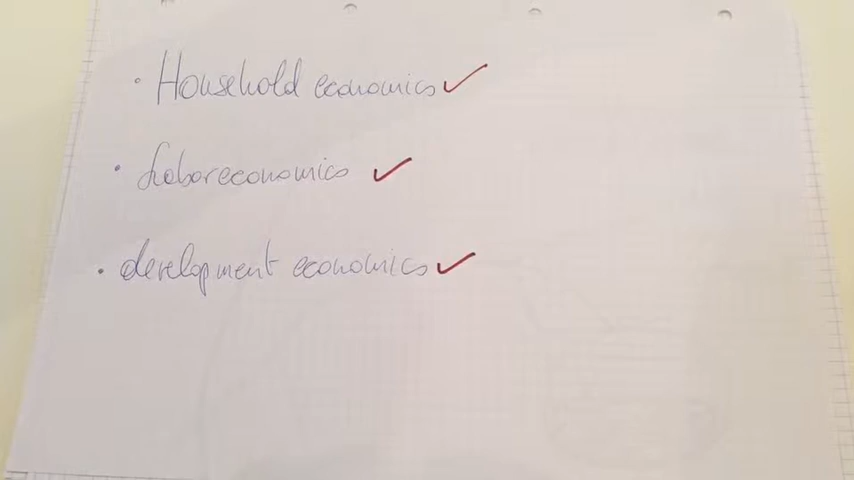 · Household economics ✓
· Laboreconomics ✓
· development economics ✓